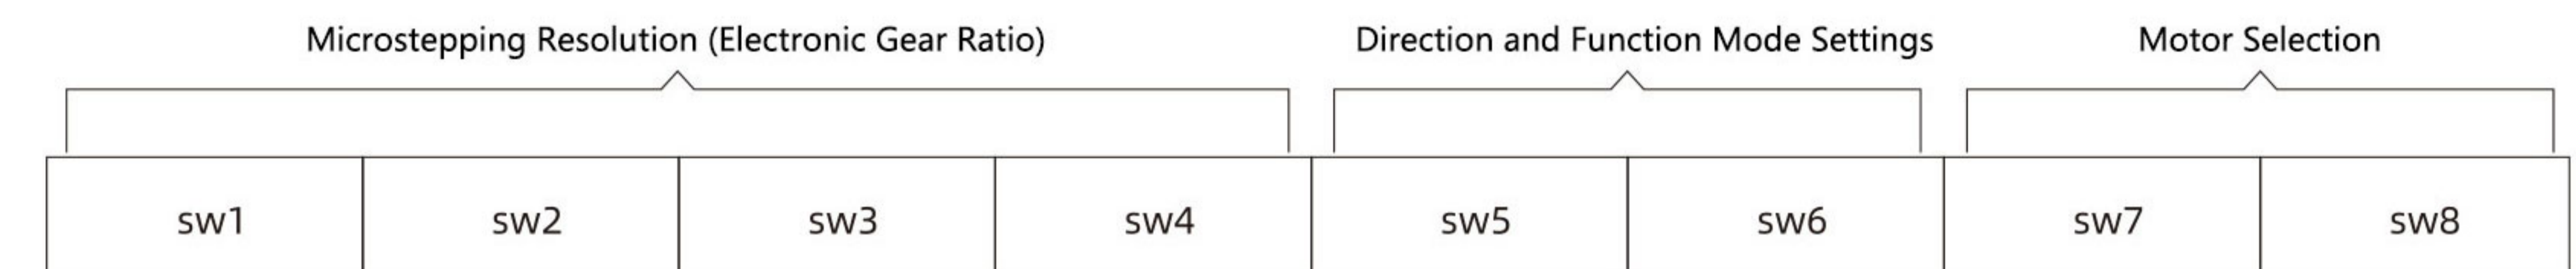 Microstepping Resolution (Electronic Gear Ratio) Direction and Function Mode Settings Motor Selection
sw1 sw2 sw3 sw4 sw5 sw6 sw7 sw8